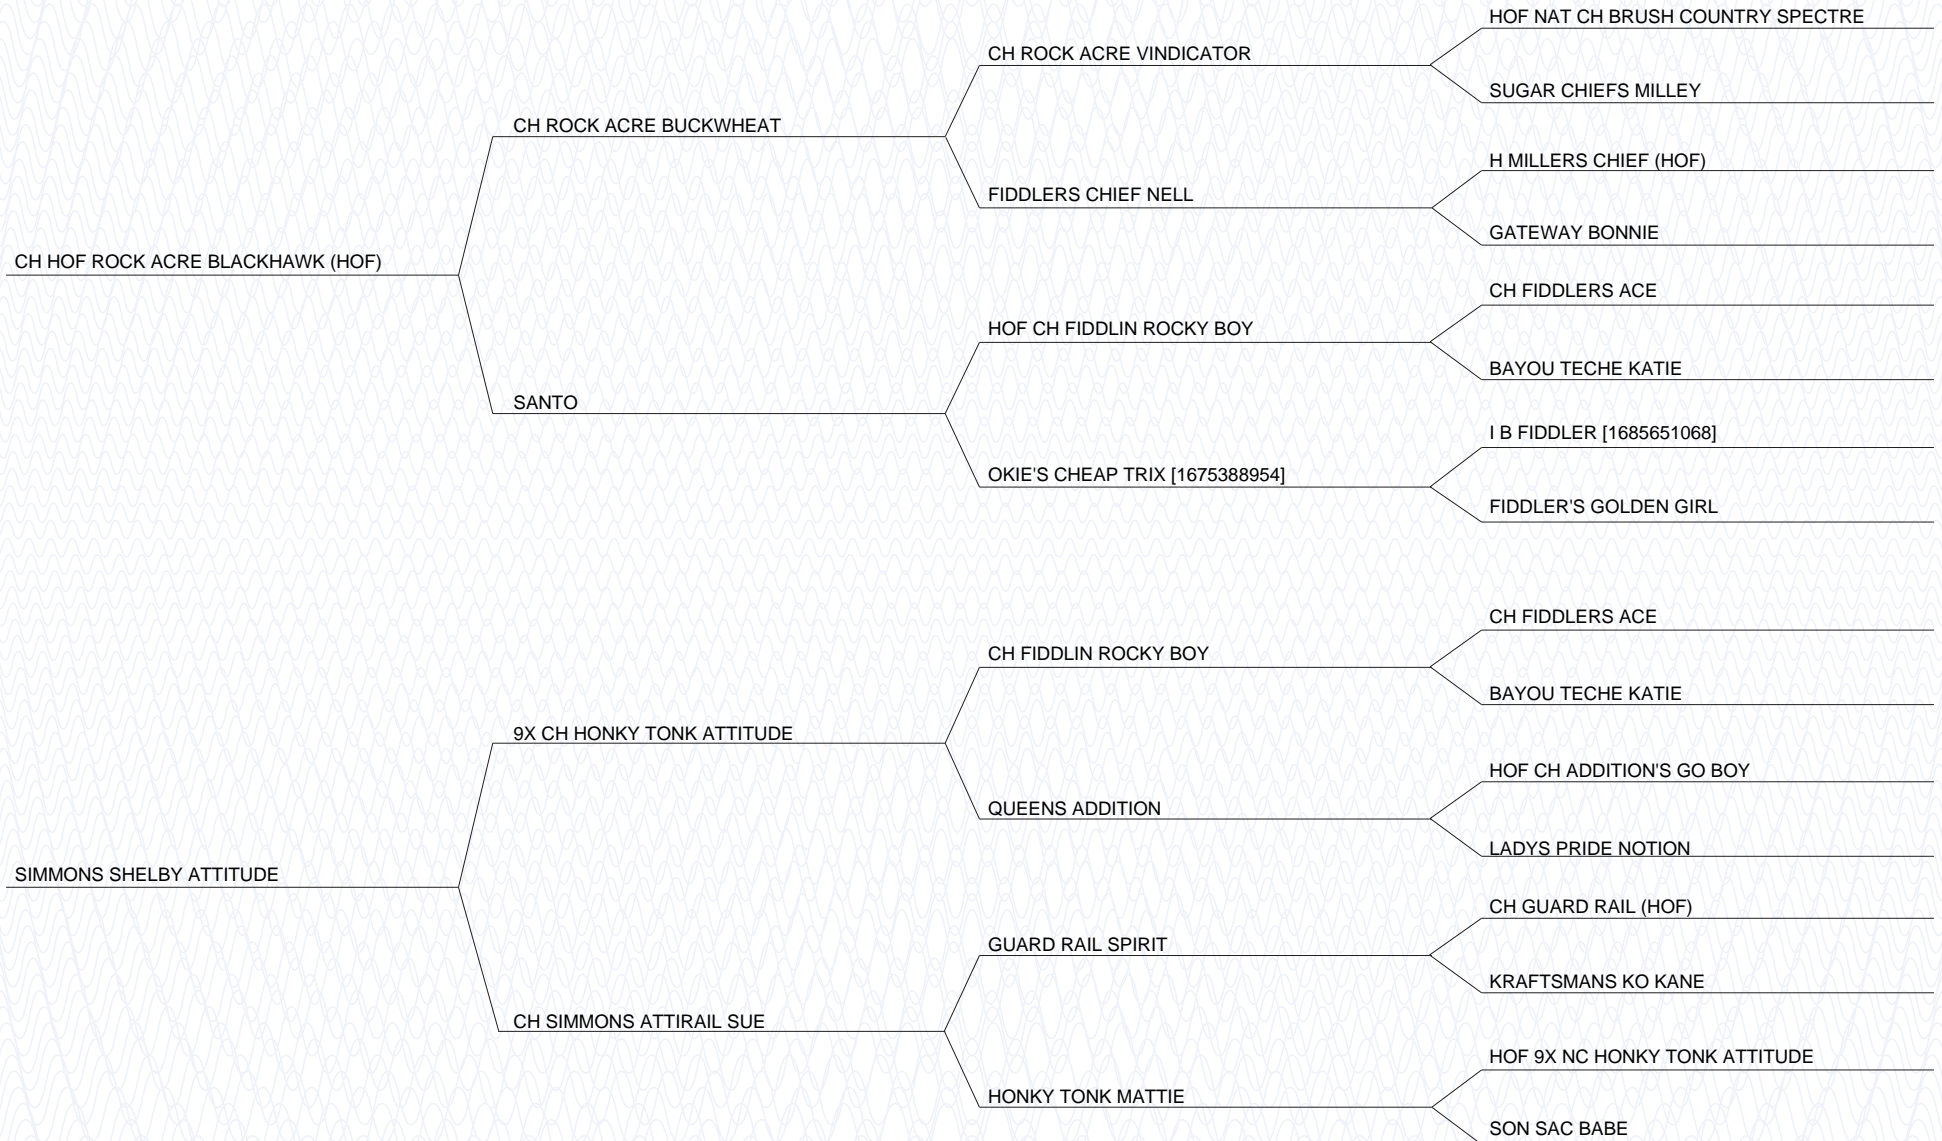 HOF NAT CH BRUSH COUNTRY SPECTRE
CH ROCK ACRE VINDICATOR
SUGAR CHIEFS MILLEY
CH ROCK ACRE BUCKWHEAT
H MILLERS CHIEF (HOF)
FIDDLERS CHIEF NELL
GATEWAY BONNIE
CH HOF ROCK ACRE BLACKHAWK (HOF)
CH FIDDLERS ACE
HOF CH FIDDLIN ROCKY BOY
BAYOU TECHE KATIE
SANTO
I B FIDDLER [1685651068]
OKIE'S CHEAP TRIX [1675388954]
FIDDLER'S GOLDEN GIRL
CH FIDDLERS ACE
CH FIDDLIN ROCKY BOY
BAYOU TECHE KATIE
9X CH HONKY TONK ATTITUDE
HOF CH ADDITION'S GO BOY
QUEENS ADDITION
LADYS PRIDE NOTION
SIMMONS SHELBY ATTITUDE
CH GUARD RAIL (HOF)
GUARD RAIL SPIRIT
KRAFTSMANS KO KANE
CH SIMMONS ATTIRAIL SUE
HOF 9X NC HONKY TONK ATTITUDE
HONKY TONK MATTIE
SON SAC BABE